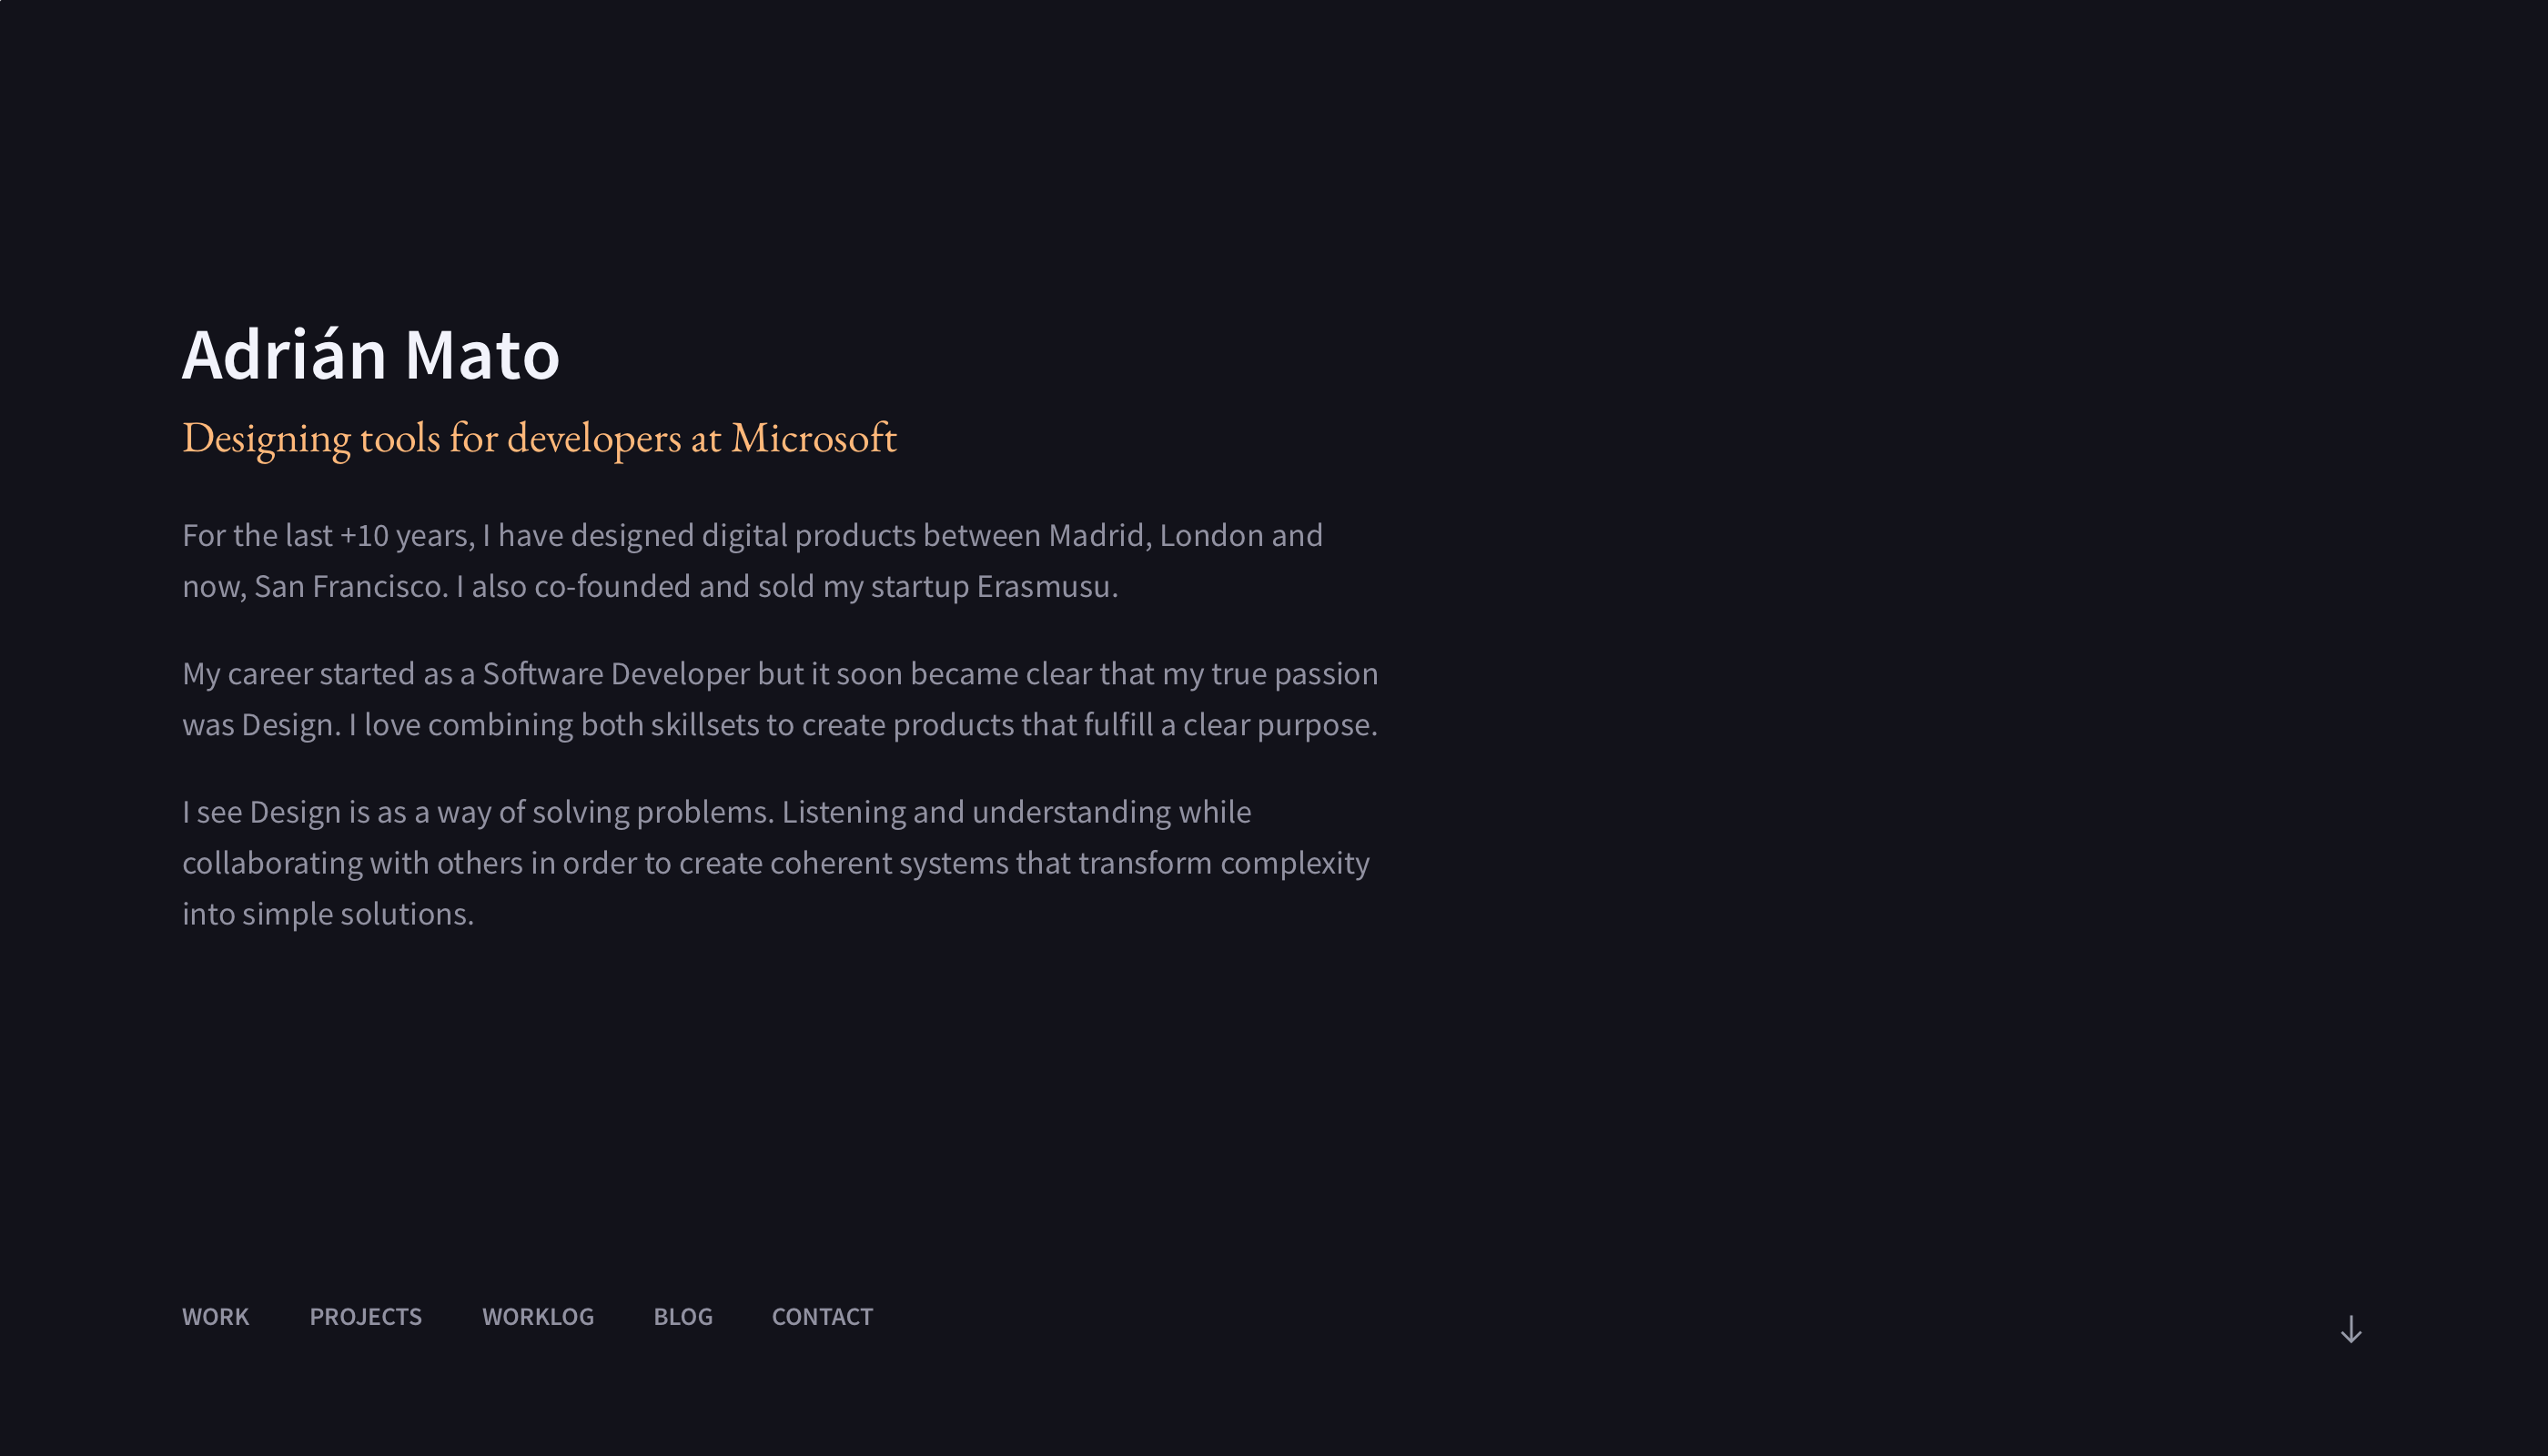 Adrián Mato
Designing tools for developers at Microsoft
For the last +10 years, I have designed digital products between Madrid, London and
now, San Francisco. I also co-founded and sold my startup Erasmusu.
My career started as a Software Developer but it soon became clear that my true passion
was Design. I love combining both skillsets to create products that fulfill a clear purpose.
I see Design is as a way of solving problems. Listening and understanding while
collaborating with others in order to create coherent systems that transform complexity
into simple solutions.
WORK PROJECTS WORKLOG BLOG CONTACT